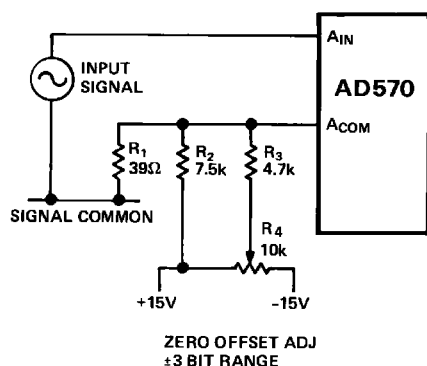 INPUT
SIGNAL
AIN
AD570
ACOM
R1
39Ω
R2
7.5k
R3
4.7k
SIGNAL COMMON
R4
10k
+15V
−15V
ZERO OFFSET ADJ
±3 BIT RANGE